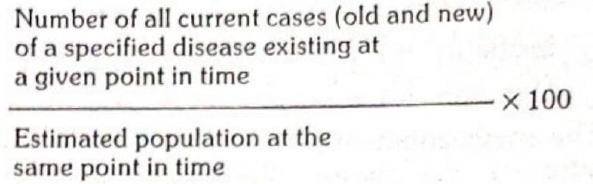 Number of all current cases (old and new)
of a specified disease existing at
a given point in time
× 100
Estimated population at the
same point in time